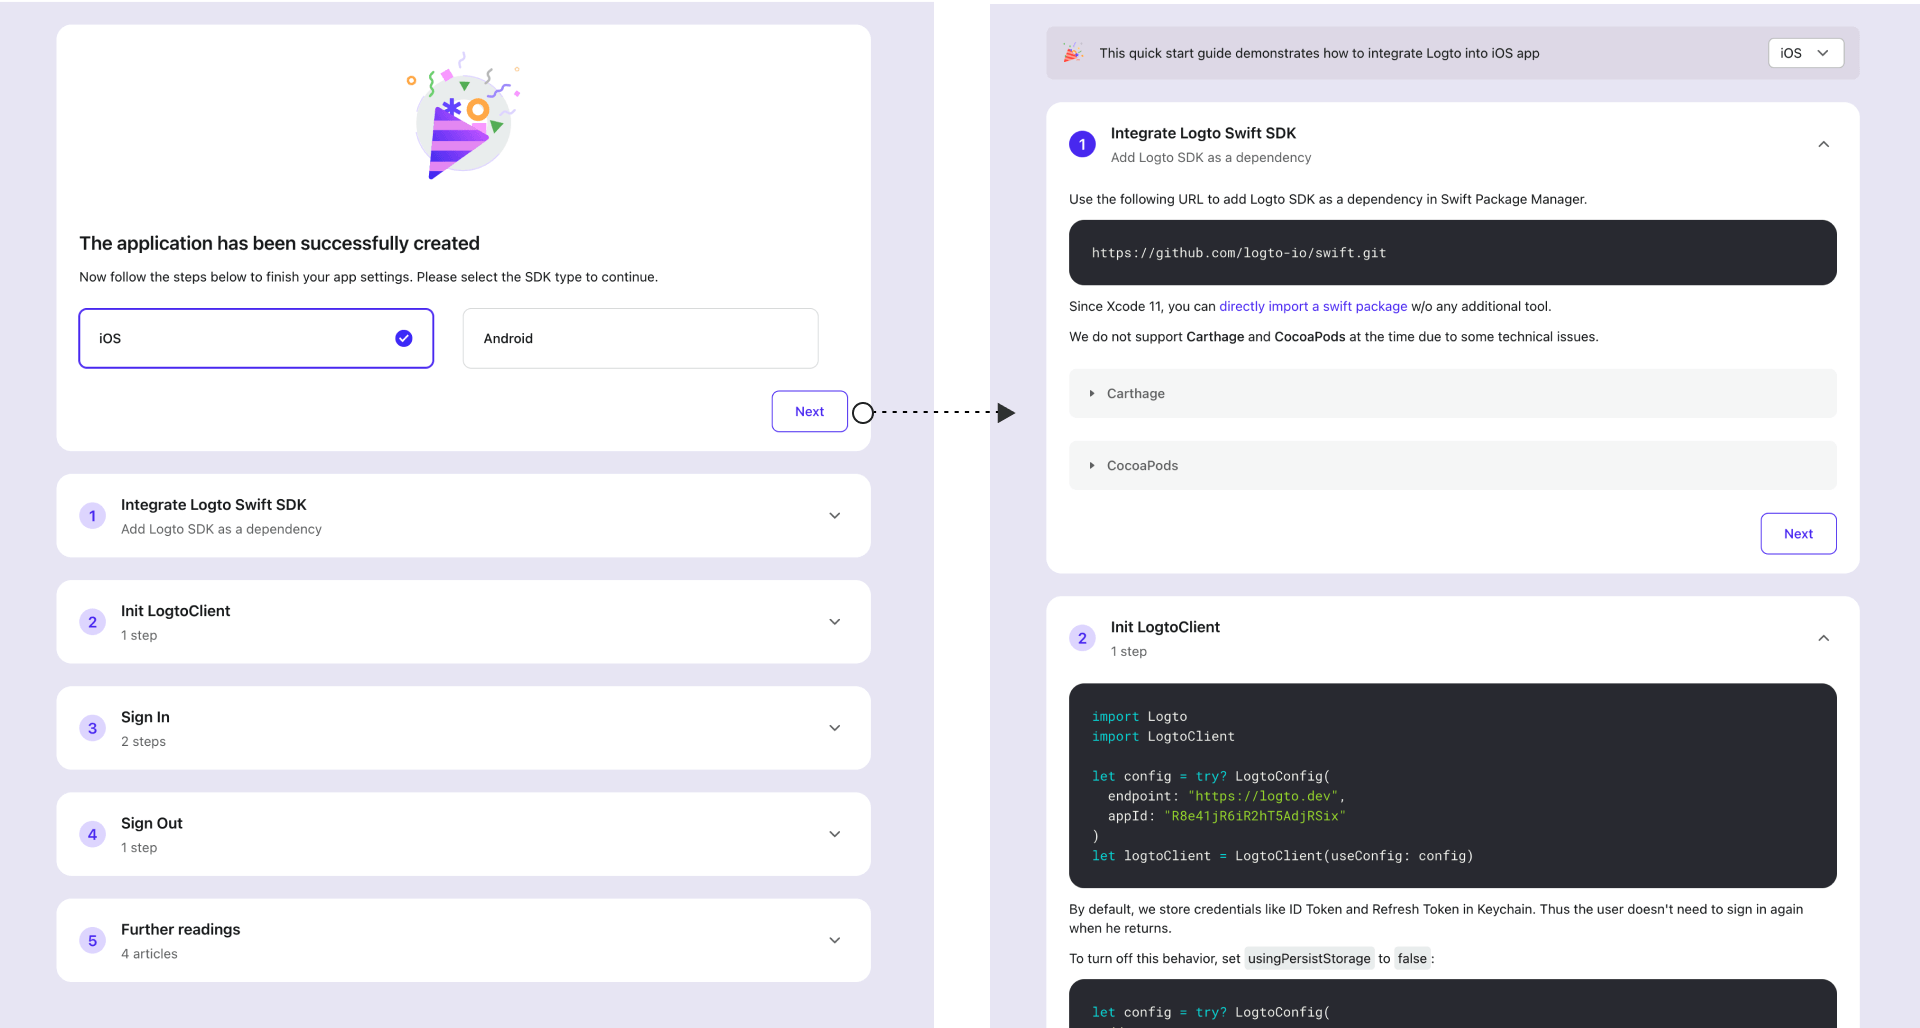 The application has been successfully created
Now follow the steps below to finish your app settings. Please select the SDK type to continue.
iOS
Android
Next
1
Integrate Logto Swift SDK
Add Logto SDK as a dependency
2
Init LogtoClient
1 step
3
Sign In
2 steps
4
Sign Out
1 step
5
Further readings
4 articles
This quick start guide demonstrates how to integrate Logto into iOS app
iOS
1
Integrate Logto Swift SDK
Add Logto SDK as a dependency
Use the following URL to add Logto SDK as a dependency in Swift Package Manager.
https://github.com/logto-io/swift.git
Since Xcode 11, you can directly import a swift package w/o any additional tool.
We do not support Carthage and CocoaPods at the time due to some technical issues.
Carthage
CocoaPods
Next
2
Init LogtoClient
1 step
import Logto
import LogtoClient
let config = try? LogtoConfig(
endpoint: "https://logto.dev",
appId: "R8e41jR6iR2hT5AdjRSix"
)
let logtoClient = LogtoClient(useConfig: config)
By default, we store credentials like ID Token and Refresh Token in Keychain. Thus the user doesn't need to sign in again
when he returns.
To turn off this behavior, set usingPersistStorage to false:
let config = try? LogtoConfig(